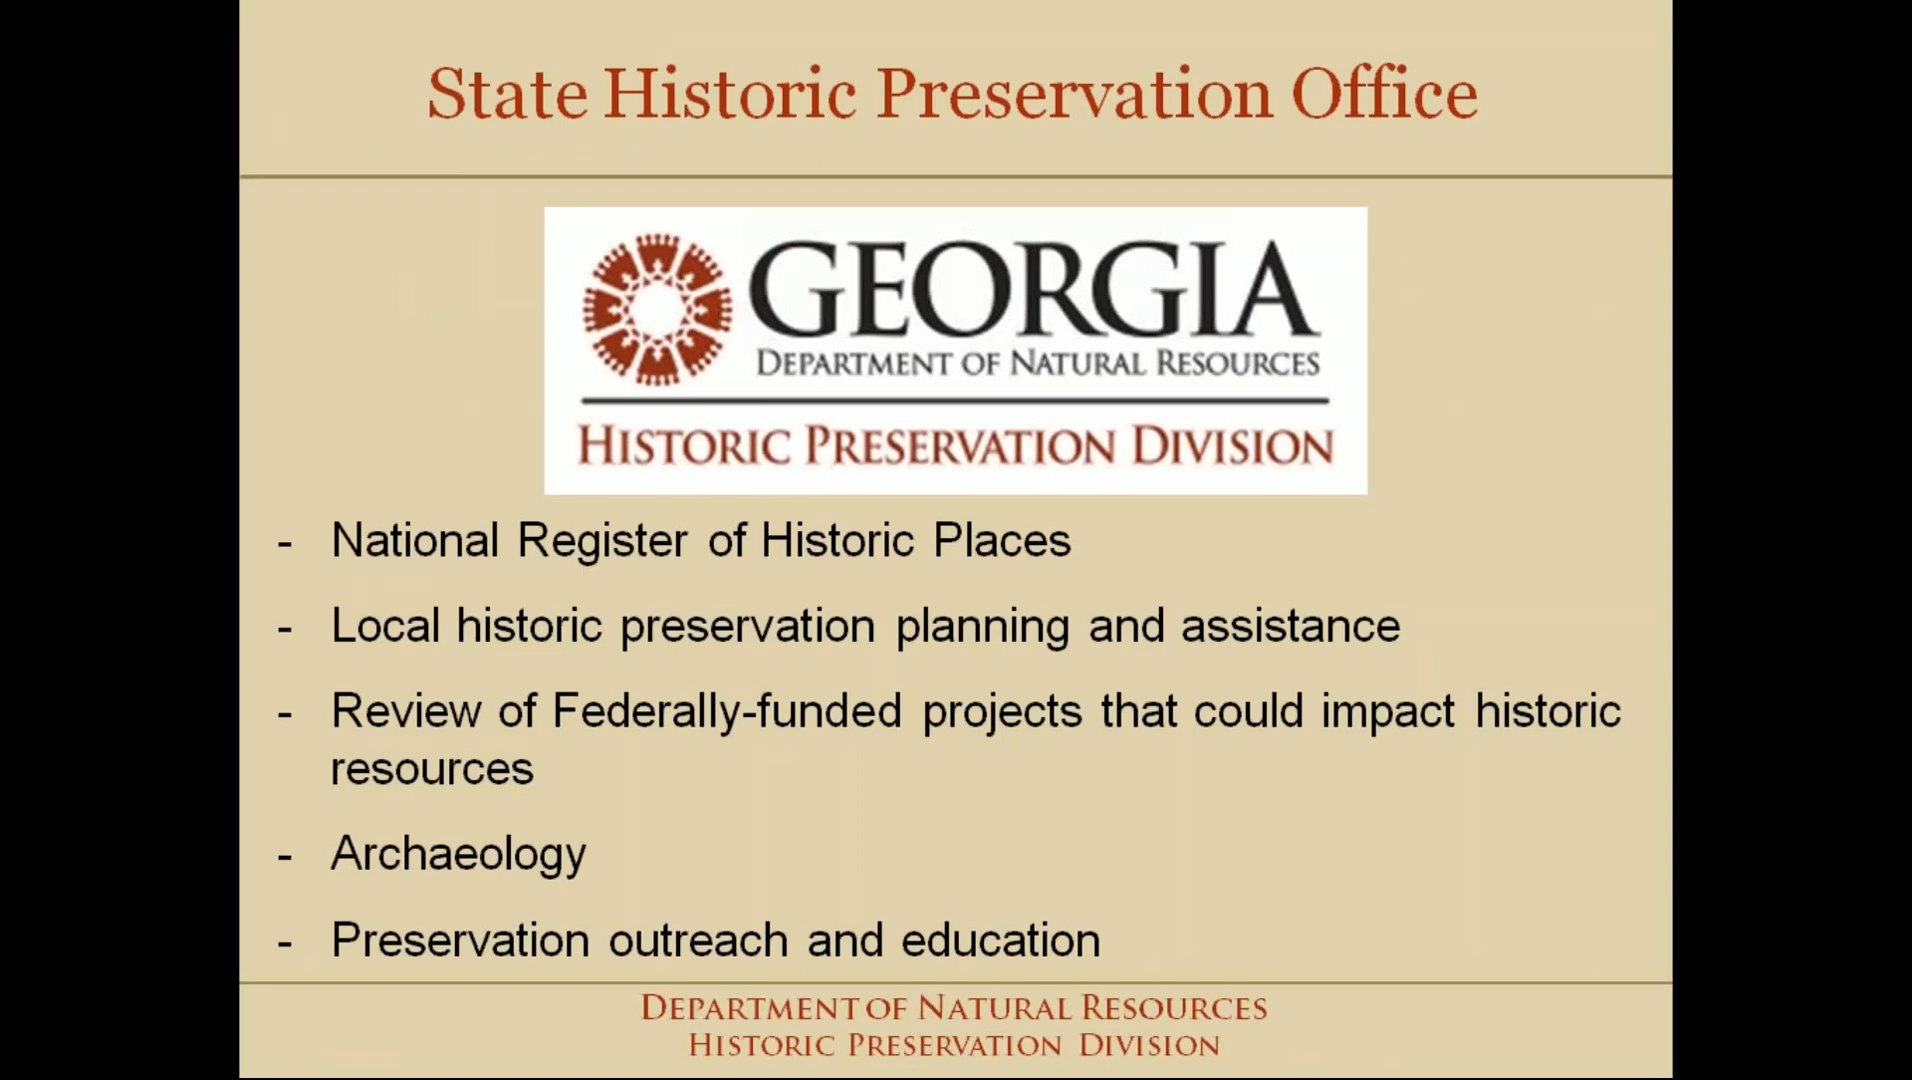 State Historic Preservation Office
GEORGIA
DEPARTMENT OF NATURAL RESOURCES
HISTORIC PRESERVATION DIVISION
- National Register of Historic Places
- Local historic preservation planning and assistance
- Review of Federally-funded projects that could impact historic
resources
- Archaeology
- Preservation outreach and education
DEPARTMENT OF NATURAL RESOURCES
HISTORIC PRESERVATION DIVISION